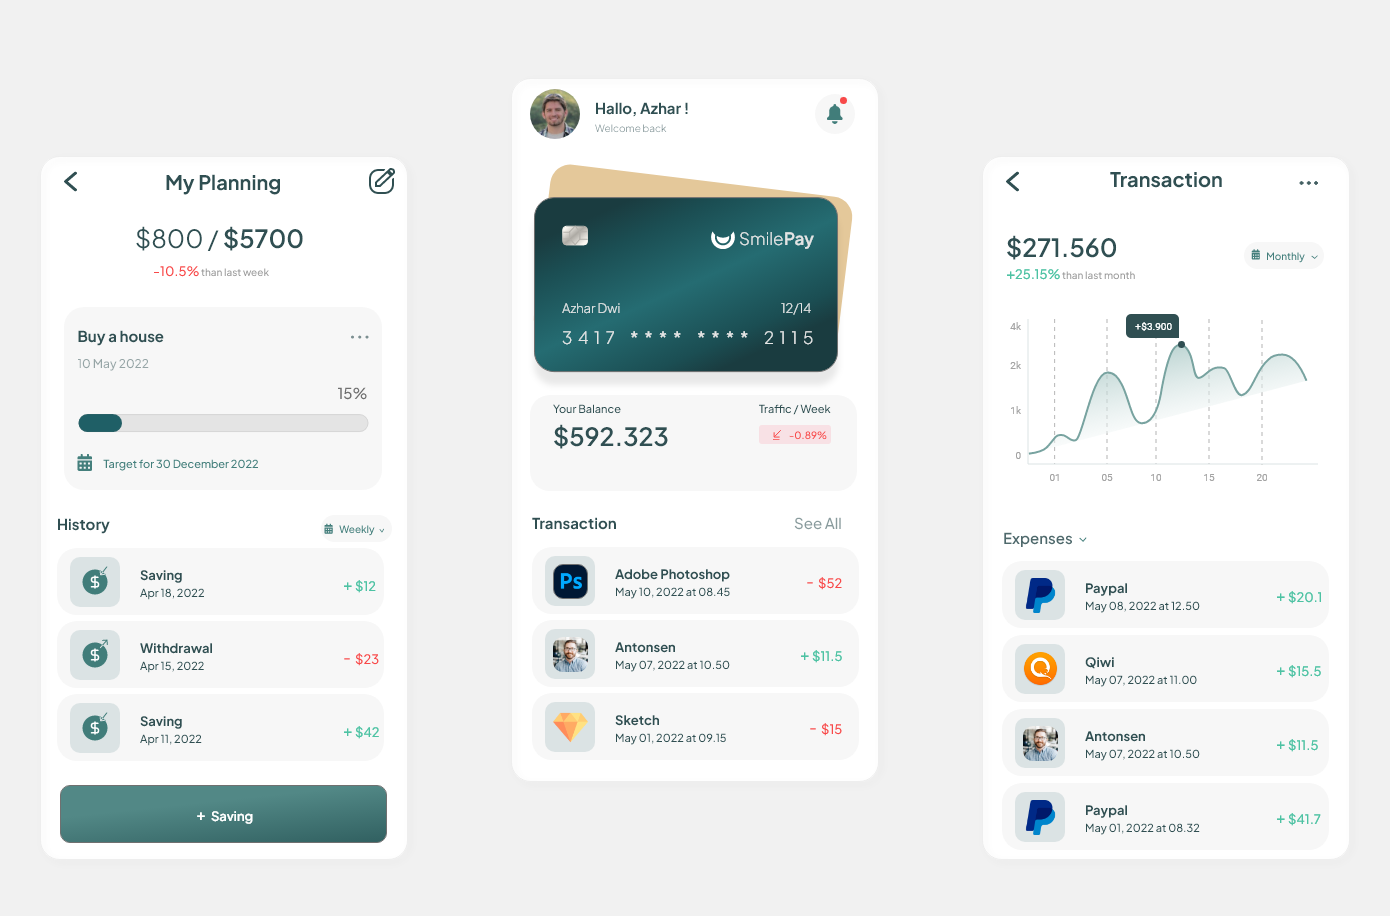 My Planning
$800 / $5700
-10.5% than last week
Buy a house
10 May 2022
15%
Target for 30 December 2022
History
Weekly
Saving
Apr 18, 2022
+ $12
Withdrawal
Apr 15, 2022
- $23
Saving
Apr 11, 2022
+ $42
+ Saving
Hallo, Azhar !
Welcome back
SmilePay
Azhar Dwi
12/14
3417 **** **** 2115
Your Balance
Traffic / Week
$592.323
-0.89%
Transaction
See All
Ps
Adobe Photoshop
May 10, 2022 at 08.45
- $52
Antonsen
May 07, 2022 at 10.50
+ $11.5
Sketch
May 01, 2022 at 09.15
- $15
Transaction
$271.560
Monthly
+25.15% than last month
+$3.900
4k
2k
1k
0
01
05
10
15
20
Expenses
Paypal
May 08, 2022 at 12.50
+ $20.1
Qiwi
May 07, 2022 at 11.00
+ $15.5
Antonsen
May 07, 2022 at 10.50
+ $11.5
Paypal
May 01, 2022 at 08.32
+ $41.7